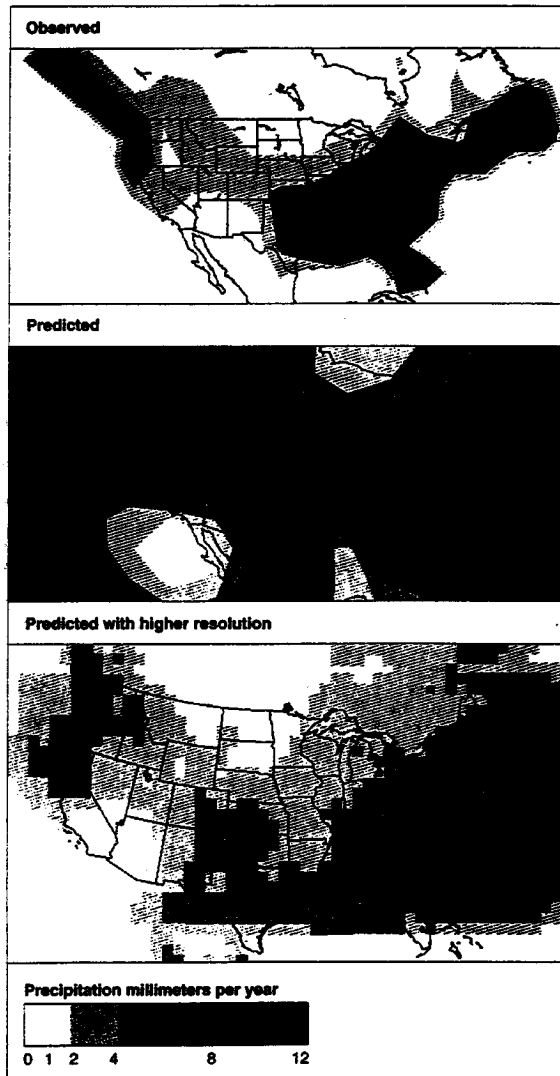 Observed
Predicted
Predicted with higher resolution
Precipitation millimeters per year
0 1 2 4 8 12